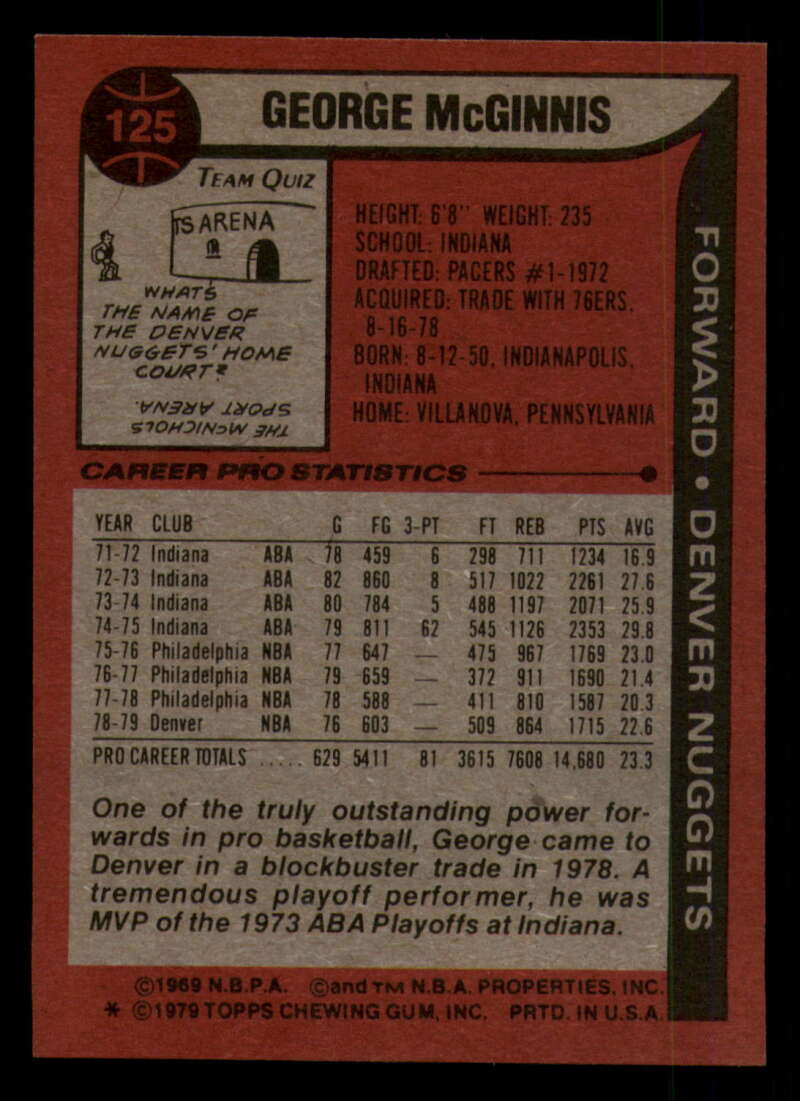 125
GEORGE McGINNIS
TEAM QUIZ
TS ARENA
WHATS
THE NAME OF
THE DENVER
NUGGETS' HOME
COURT?
THE McNICHOLS
SPORT ARENA.
HEIGHT: 6'8" WEIGHT: 235
SCHOOL: INDIANA
DRAFTED: PACERS #1-1972
ACQUIRED: TRADE WITH 76ERS,
8-16-78
BORN: 8-12-50, INDIANAPOLIS,
INDIANA
HOME: VILLANOVA, PENNSYLVANIA
FORWARD • DENVER NUGGETS
CAREER PRO STATISTICS
YEAR CLUB G FG 3-PT FT REB PTS AVG
71-72 Indiana ABA 78 459 6 298 711 1234 16.9
72-73 Indiana ABA 82 860 8 517 1022 2261 27.6
73-74 Indiana ABA 80 784 5 488 1197 2071 25.9
74-75 Indiana ABA 79 811 62 545 1126 2353 29.8
75-76 Philadelphia NBA 77 647 — 475 967 1769 23.0
76-77 Philadelphia NBA 79 659 — 372 911 1690 21.4
77-78 Philadelphia NBA 78 588 — 411 810 1587 20.3
78-79 Denver NBA 76 603 — 509 864 1715 22.6
PRO CAREER TOTALS ..... 629 5411 81 3615 7608 14,680 23.3
One of the truly outstanding power for-
wards in pro basketball, George came to
Denver in a blockbuster trade in 1978. A
tremendous playoff performer, he was
MVP of the 1973 ABA Playoffs at Indiana.
©1969 N.B.P.A. ©and TM N.B.A. PROPERTIES, INC.
* ©1979 TOPPS CHEWING GUM, INC. PRTD. IN U.S.A.